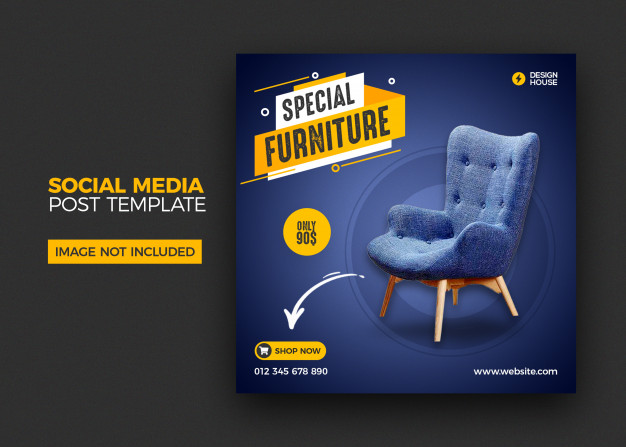 SOCIAL MEDIA
POST TEMPLATE
IMAGE NOT INCLUDED
SPECIAL
FURNITURE
DESIGN
HOUSE
ONLY
90$
SHOP NOW
012 345 678 890
www.website.com